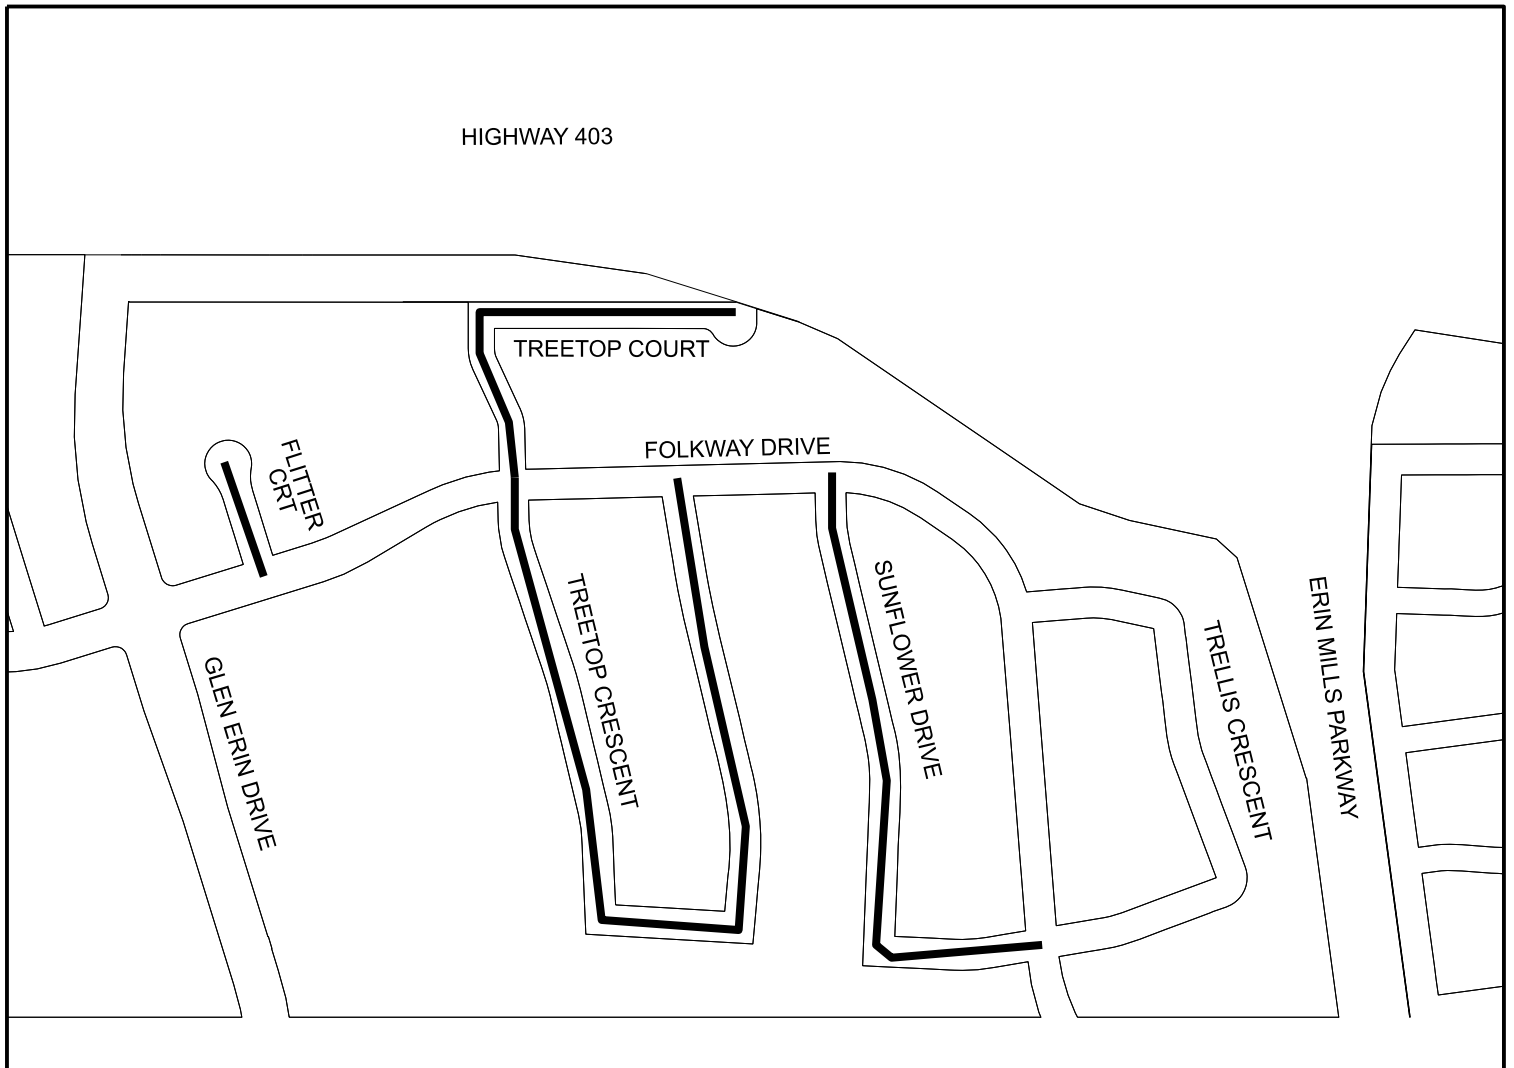 HIGHWAY 403
TREETOP COURT
FOLKWAY DRIVE
FLITTER
CRT
TREETOP CRESCENT
SUNFLOWER DRIVE
TRELLIS CRESCENT
ERIN MILLS PARKWAY
GLEN ERIN DRIVE